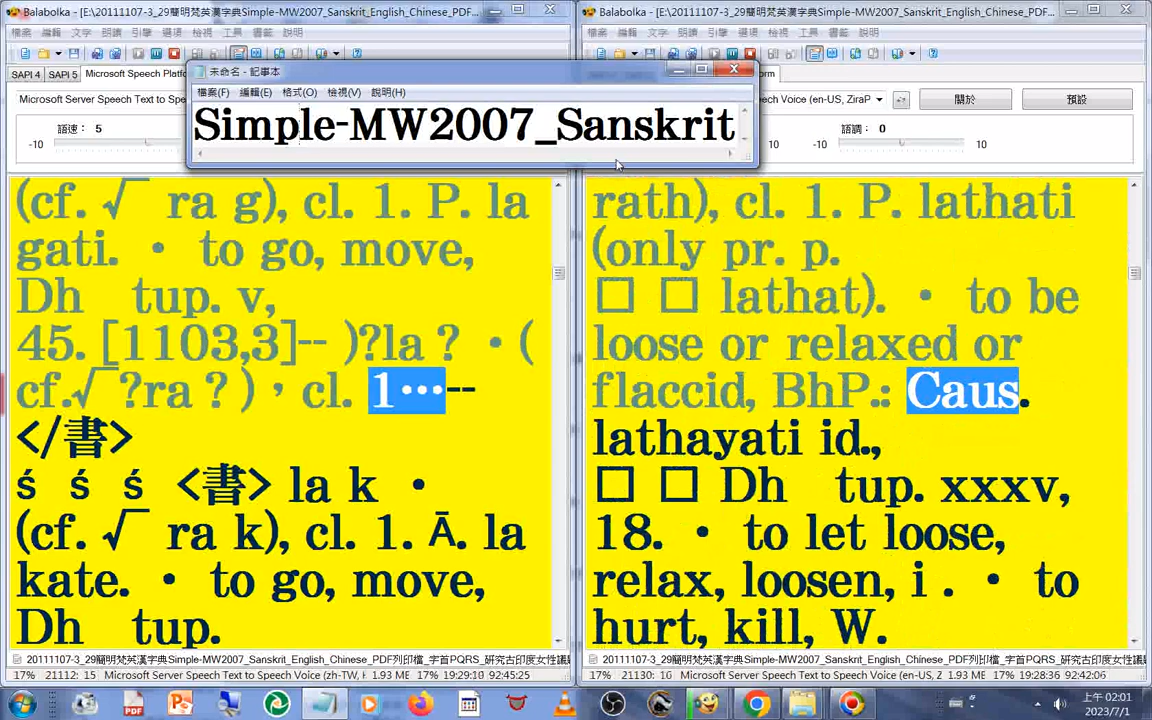 Balabolka - [E:\20111107-3_29簡明梵英漢字典Simple-MW2007_Sanskrit_English_Chinese_PDF...
檔案 編輯 文字 朗讀 引擎 選項 檢視 工具 書籤 說明
SAPI 4 SAPI 5 Microsoft Speech Platfo
Microsoft Server Speech Text to Spe
語速： 5
-10
未命名 - 記事本
檔案(F) 編輯(E) 格式(O) 檢視(V) 說明(H)
Simple-MW2007_Sanskrit
(cf. √ ra g), cl. 1. P. la
gati. • to go, move,
Dh tup. v,
45. [1103,3]-- )?la ? •(
cf.√ ?ra ? )，cl. 1…--
</書>
ś ś ś <書> la k •
(cf. √ ra k), cl. 1. Ā. la
kate. • to go, move,
Dh tup.
20111107-3_29簡明梵英漢字典Simple-MW2007_Sanskrit_English_Chinese_PDF列印檔_字首PQRS_研究古印度女性議
17% 21112: 15 Microsoft Server Speech Text to Speech Voice (zh-TW, H 1.93 MB 17% 19:29:10 92:45:25
Balabolka - [E:\20111107-3_29簡明梵英漢字典Simple-MW2007_Sanskrit_English_Chinese_PDF...
檔案 編輯 文字 朗讀 引擎 選項 檢視 工具 書籤 說明
orm
ech Voice (en-US, ZiraP 關於 預設
語調： 0
-10 10
10
rath), cl. 1. P. lathati
(only pr. p.
□ □ lathat). • to be
loose or relaxed or
flaccid, BhP.: Caus.
lathayati id.,
□ □ Dh tup. xxxv,
18. • to let loose,
relax, loosen, i . • to
hurt, kill, W.
20111107-3_29簡明梵英漢字典Simple-MW2007_Sanskrit_English_Chinese_PDF列印檔_字首PQRS_研究古印度女性議
17% 21130: 16 Microsoft Server Speech Text to Speech Voice (en-US, Z 1.93 MB 17% 19:28:36 92:42:06
上午 02:01
2023/7/1